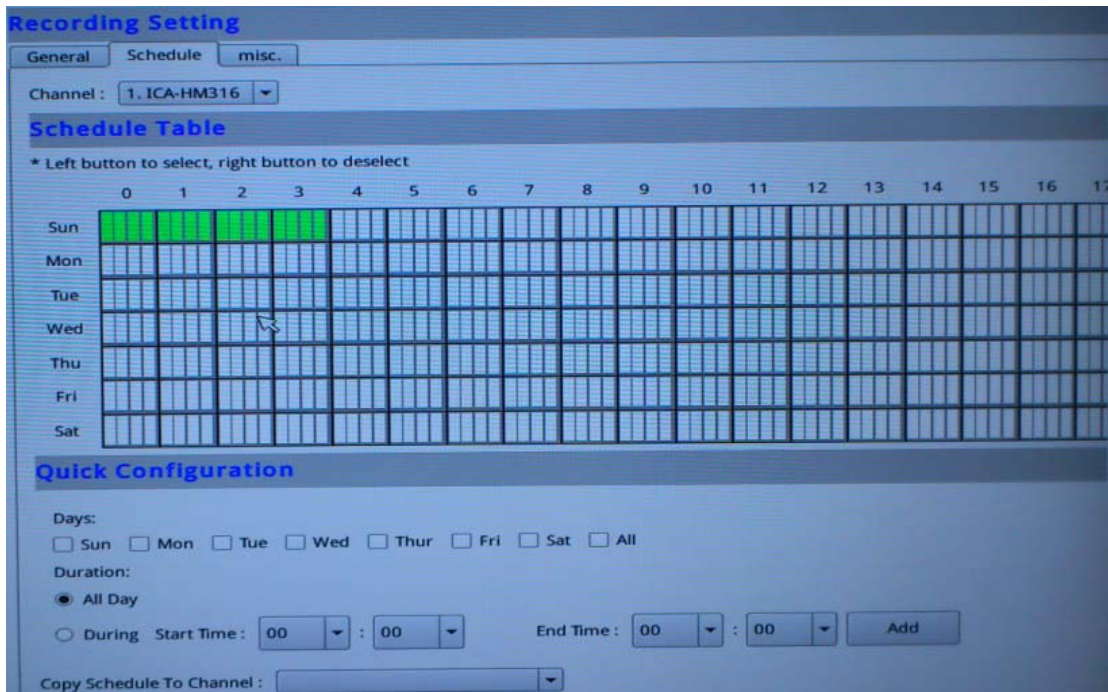 Recording Setting
General Schedule misc.
Channel : 1. ICA-HM316
Schedule Table
* Left button to select, right button to deselect
0 1 2 3 4 5 6 7 8 9 10 11 12 13 14 15 16 17
Sun
Mon
Tue
Wed
Thu
Fri
Sat
Quick Configuration
Days:
Sun Mon Tue Wed Thur Fri Sat All
Duration:
All Day
During Start Time : 00 : 00 End Time : 00 : 00 Add
Copy Schedule To Channel :